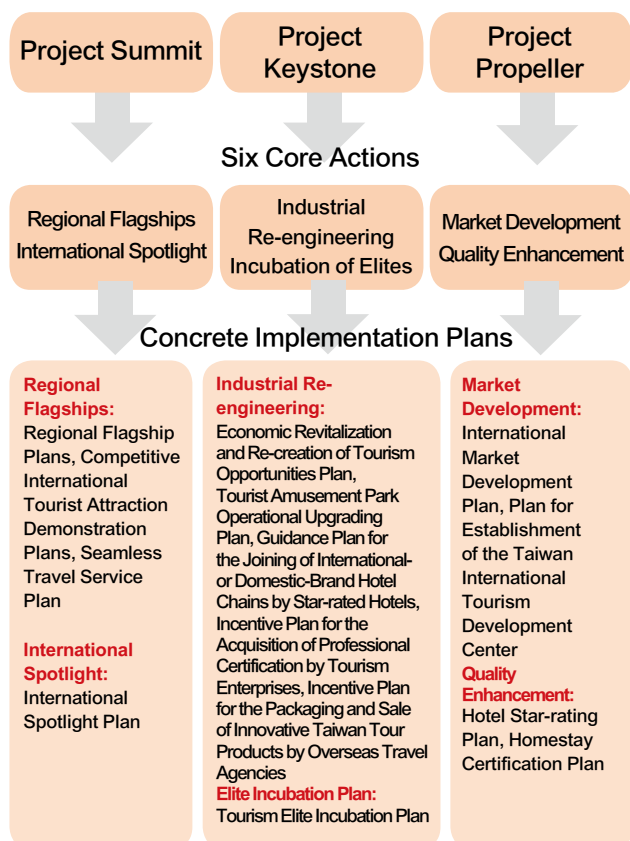 Project Summit
Project
Keystone
Project
Propeller
Six Core Actions
Regional Flagships
International Spotlight
Industrial
Re-engineering
Incubation of Elites
Market Development
Quality Enhancement
Concrete Implementation Plans
Regional
Flagships:
Regional Flagship
Plans, Competitive
International
Tourist Attraction
Demonstration
Plans, Seamless
Travel Service
Plan
International
Spotlight:
International
Spotlight Plan
Industrial Re-
engineering:
Economic Revitalization
and Re-creation of Tourism
Opportunities Plan,
Tourist Amusement Park
Operational Upgrading
Plan, Guidance Plan for
the Joining of International-
or Domestic-Brand Hotel
Chains by Star-rated Hotels,
Incentive Plan for the
Acquisition of Professional
Certification by Tourism
Enterprises, Incentive Plan
for the Packaging and Sale
of Innovative Taiwan Tour
Products by Overseas Travel
Agencies
Elite Incubation Plan:
Tourism Elite Incubation Plan
Market
Development:
International
Market
Development
Plan, Plan for
Establishment
of the Taiwan
International
Tourism
Development
Center
Quality
Enhancement:
Hotel Star-rating
Plan, Homestay
Certification Plan